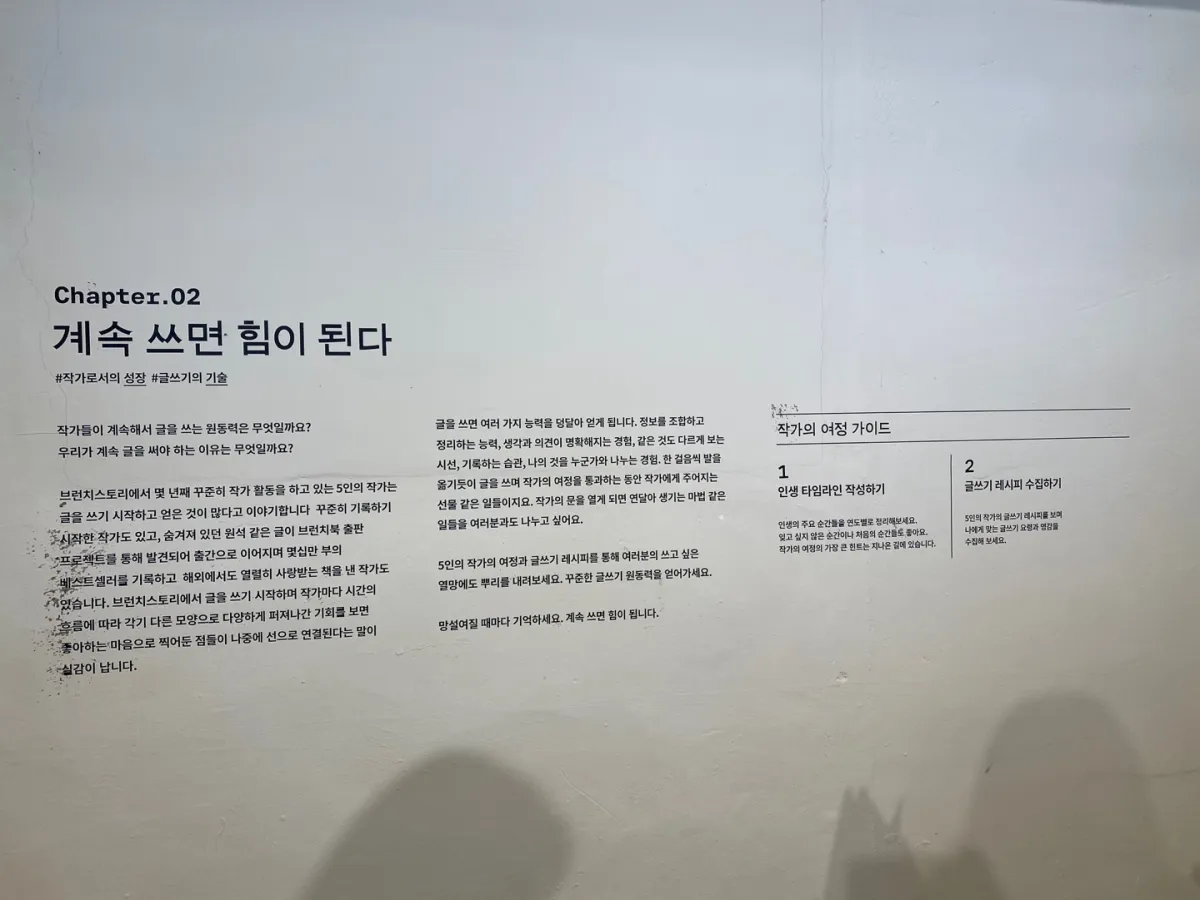 Chapter.02
계속 쓰면 힘이 된다
#작가로서의 성장 #글쓰기의 기술
작가들이 계속해서 글을 쓰는 원동력은 무엇일까요?
우리가 계속 글을 써야 하는 이유는 무엇일까요?
브런치스토리에서 몇 년째 꾸준히 작가 활동을 하고 있는 5인의 작가는
글을 쓰기 시작하고 얻은 것이 많다고 이야기합니다 꾸준히 기록하기
시작한 작가도 있고, 숨겨져 있던 원석 같은 글이 브런치북 출판
프로젝트를 통해 발견되어 출간으로 이어지며 몇십만 부의
베스트셀러를 기록하고 해외에서도 열렬히 사랑받는 책을 낸 작가도
있습니다. 브런치스토리에서 글을 쓰기 시작하며 작가마다 시간의
흐름에 따라 각기 다른 모양으로 다양하게 퍼져나간 기회를 보면
좋아하는 마음으로 찍어둔 점들이 나중에 선으로 연결된다는 말이
실감이 납니다.
글을 쓰면 여러 가지 능력을 덩달아 얻게 됩니다. 정보를 조합하고
정리하는 능력, 생각과 의견이 명확해지는 경험, 같은 것도 다르게 보는
시선, 기록하는 습관, 나의 것을 누군가와 나누는 경험. 한 걸음씩 발을
옮기듯이 글을 쓰며 작가의 여정을 통과하는 동안 작가에게 주어지는
선물 같은 일들이지요. 작가의 문을 열게 되면 연달아 생기는 마법 같은
일들을 여러분과도 나누고 싶어요.
5인의 작가의 여정과 글쓰기 레시피를 통해 여러분의 쓰고 싶은
열망에도 뿌리를 내려보세요. 꾸준한 글쓰기 원동력을 얻어가세요.
망설여질 때마다 기억하세요. 계속 쓰면 힘이 됩니다.
작가의 여정 가이드
1
인생 타임라인 작성하기
인생의 주요 순간들을 연도별로 정리해보세요.
잊고 싶지 않은 순간이나 처음의 순간들도 좋아요.
작가의 여정의 가장 큰 힌트는 지나온 길에 있습니다.
2
글쓰기 레시피 수집하기
5인의 작가의 글쓰기 레시피를 보며
나에게 맞는 글쓰기 요령과 영감을
수집해 보세요.